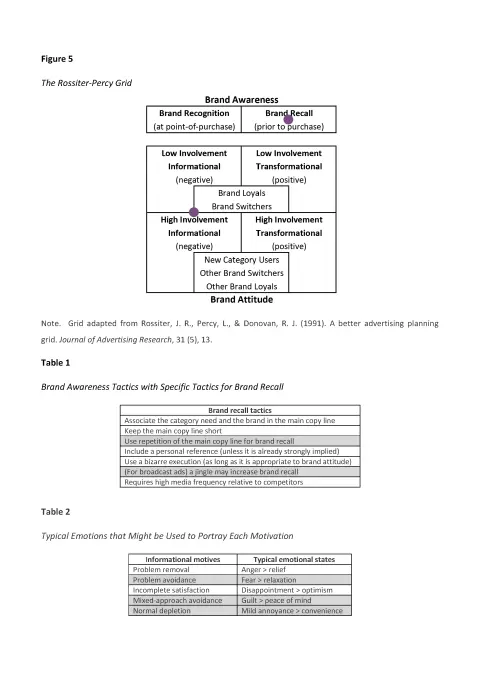 Figure 5
The Rossiter-Percy Grid
Brand Awareness
Brand Recognition Brand Recall
(at point-of-purchase) (prior to purchase)
Low Involvement Low Involvement
Informational Transformational
(negative) (positive)
Brand Loyals
Brand Switchers
High Involvement High Involvement
Informational Transformational
(negative) (positive)
New Category Users
Other Brand Switchers
Other Brand Loyals
Brand Attitude
Note. Grid adapted from Rossiter, J. R., Percy, L., & Donovan, R. J. (1991). A better advertising planning
grid. Journal of Advertising Research, 31 (5), 13.
Table 1
Brand Awareness Tactics with Specific Tactics for Brand Recall
Brand recall tactics
Associate the category need and the brand in the main copy line
Keep the main copy line short
Use repetition of the main copy line for brand recall
Include a personal reference (unless it is already strongly implied)
Use a bizarre execution (as long as it is appropriate to brand attitude)
(For broadcast ads) a jingle may increase brand recall
Requires high media frequency relative to competitors
Table 2
Typical Emotions that Might be Used to Portray Each Motivation
Informational motives Typical emotional states
Problem removal Anger > relief
Problem avoidance Fear > relaxation
Incomplete satisfaction Disappointment > optimism
Mixed-approach avoidance Guilt > peace of mind
Normal depletion Mild annoyance > convenience